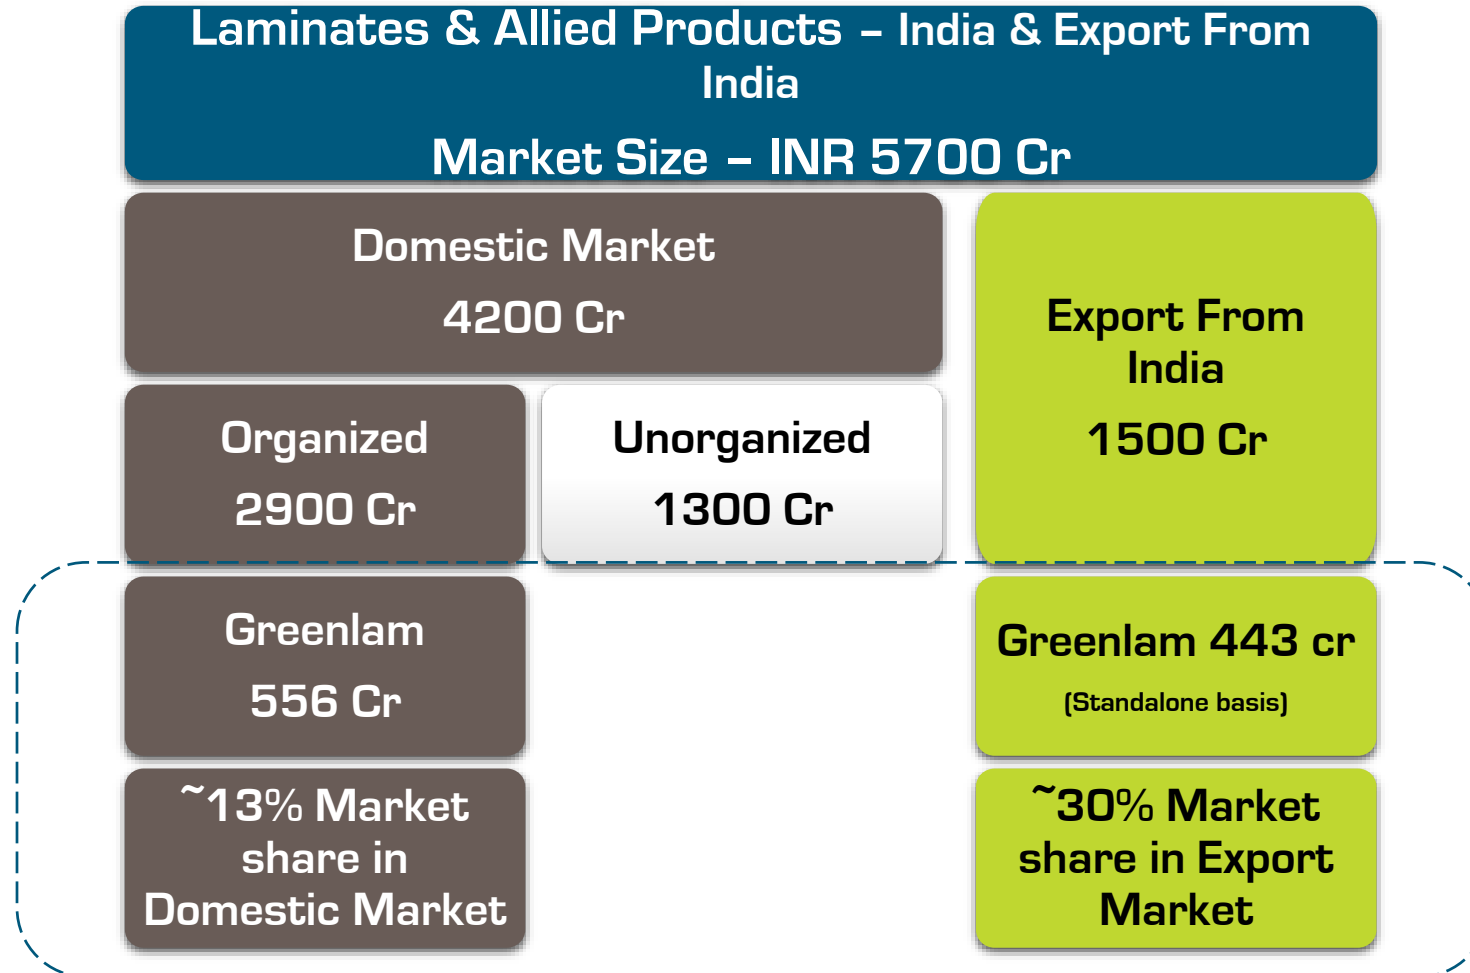 Laminates & Allied Products – India & Export From
India
Market Size – INR 5700 Cr
Domestic Market
4200 Cr
Export From
India
1500 Cr
Organized
2900 Cr
Unorganized
1300 Cr
Greenlam
556 Cr
Greenlam 443 cr
(Standalone basis)
~13% Market
share in
Domestic Market
~30% Market
share in Export
Market